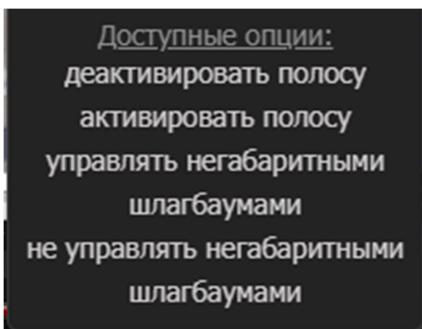 Доступные опции:
деактивировать полосу
активировать полосу
управлять негабаритными
шлагбаумами
не управлять негабаритными
шлагбаумами